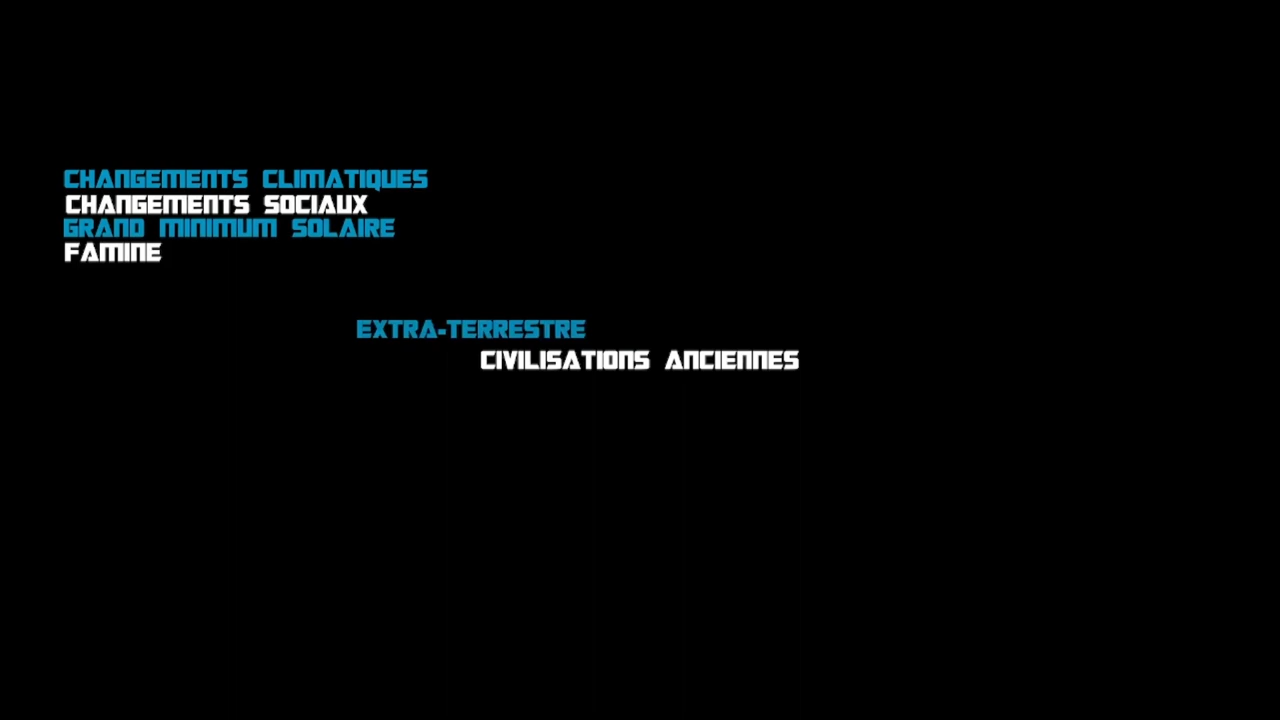 CHANGEMENTS CLIMATIQUES
CHANGEMENTS SOCIAUX
GRAND MINIMUM SOLAIRE
FAMINE
EXTRA-TERRESTRE
CIVILISATIONS ANCIENNES